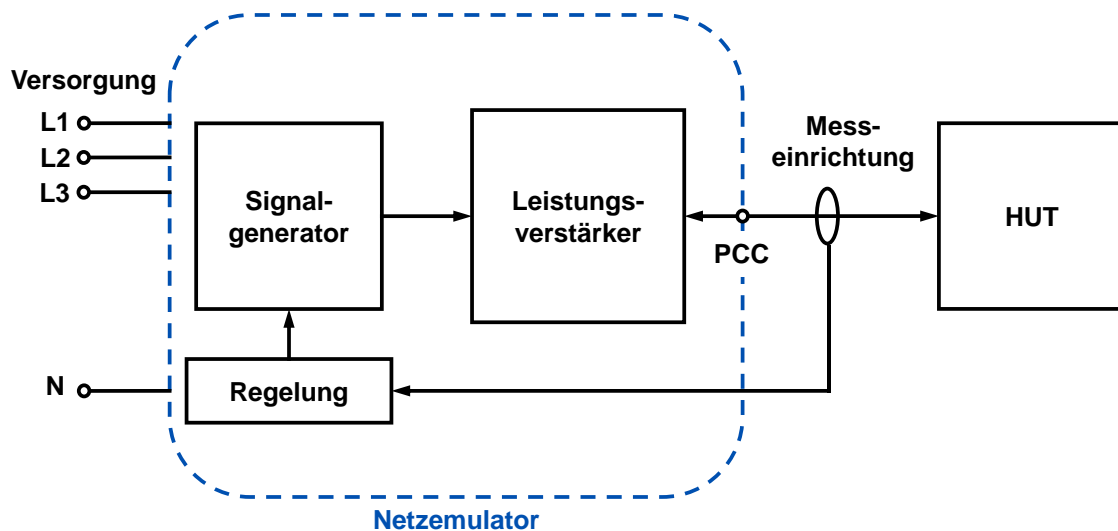 Versorgung
L1
L2
L3
N
Signal-
generator
Leistungs-
verstärker
Regelung
PCC
Mess-
einrichtung
HUT
Netzemulator